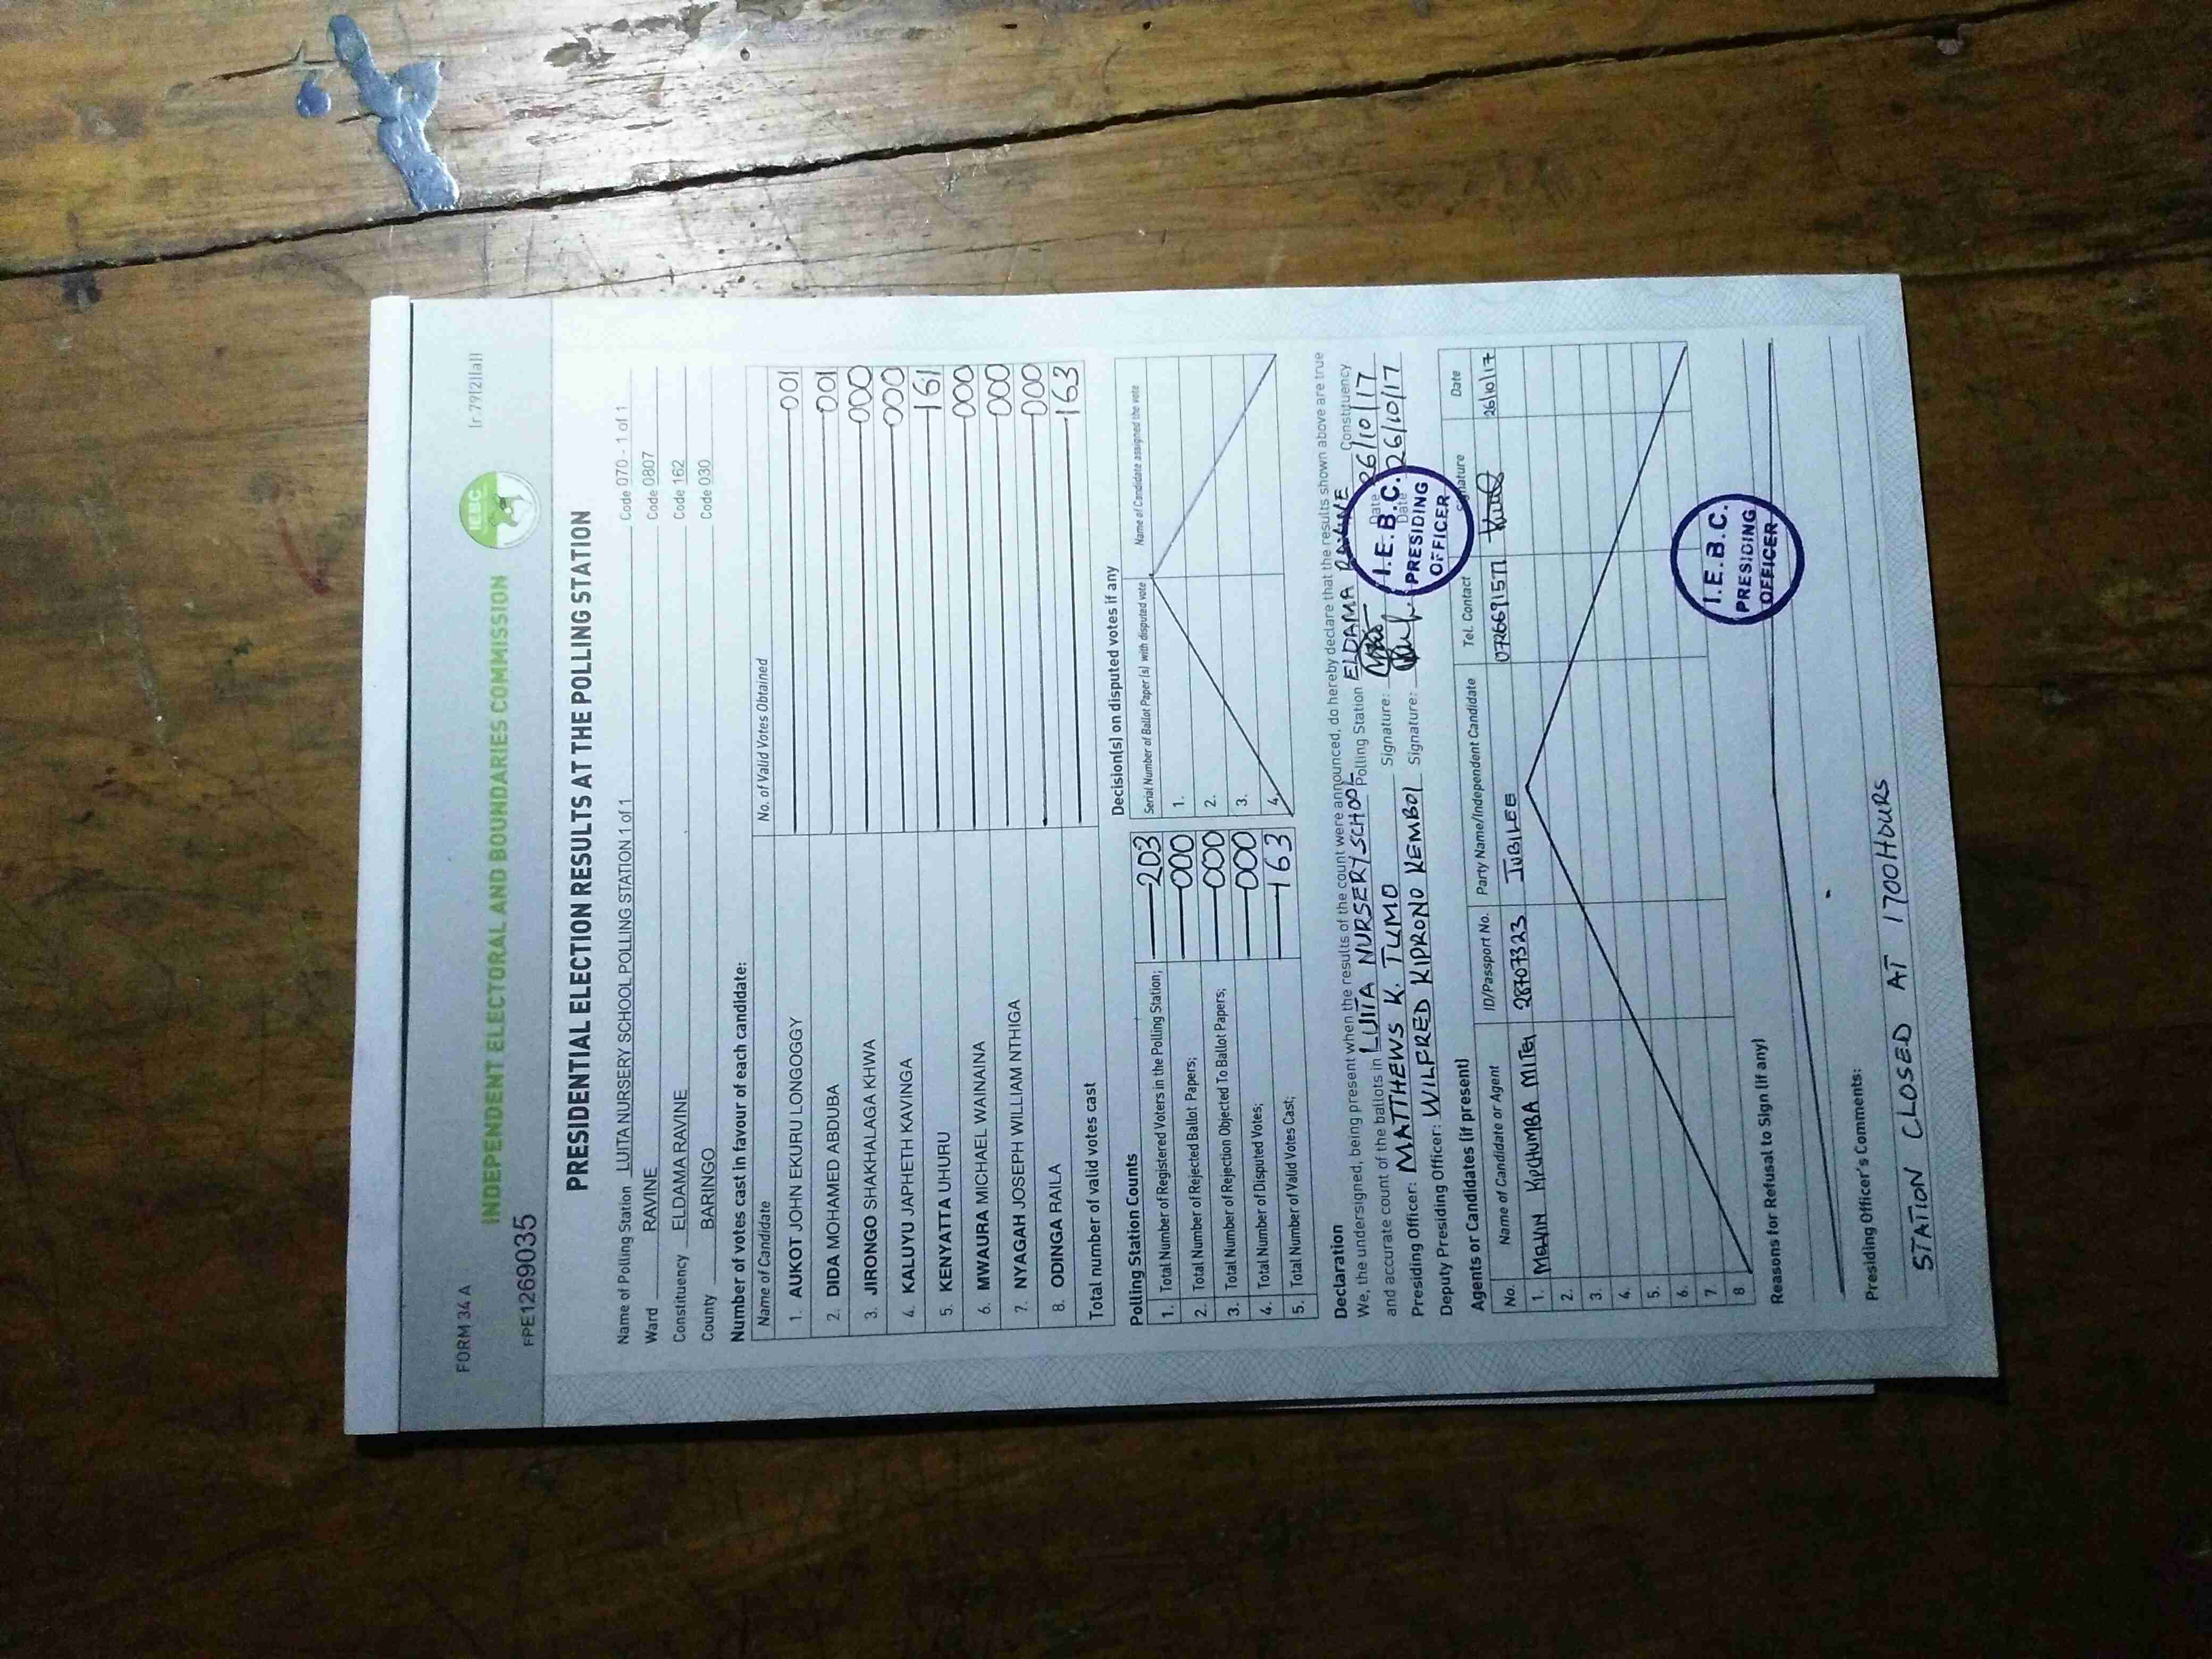 FORM 34 A
[r.79(2)(a)]
IEBC
INDEPENDENT ELECTORAL AND BOUNDARIES COMMISSION
FPE1269035
PRESIDENTIAL ELECTION RESULTS AT THE POLLING STATION
Name of Polling Station LUITA NURSERY SCHOOL POLLING STATION 1 of 1 Code 070 - 1 of 1
Ward RAVINE Code 0807
Constituency ELDAMA RAVINE Code 162
County BARINGO Code 030
Number of votes cast in favour of each candidate:
Name of Candidate No. of Valid Votes Obtained
1. AUKOT JOHN EKURU LONGOGGY 001
2. DIDA MOHAMED ABDUBA 001
3. JIRONGO SHAKHALAGA KHWA 000
4. KALUYU JAPHETH KAVINGA 000
5. KENYATTA UHURU 161
6. MWAURA MICHAEL WAINAINA 000
7. NYAGAH JOSEPH WILLIAM NTHIGA 000
8. ODINGA RAILA 000
Total number of valid votes cast 163
Polling Station Counts
1. Total Number of Registered Voters in the Polling Station; 203
2. Total Number of Rejected Ballot Papers; 000
3. Total Number of Rejection Objected To Ballot Papers; 000
4. Total Number of Disputed Votes; 000
5. Total Number of Valid Votes Cast; 163
Decision(s) on disputed votes if any
Serial Number of Ballot Paper (s) with disputed vote Name of Candidate assigned the vote
1.
2.
3.
4.
Declaration
We, the undersigned, being present when the results of the count were announced, do hereby declare that the results shown above are true
and accurate count of the ballots in LUITA NURSERY SCHOOL Polling Station ELDAMA RAVINE Constituency
Presiding Officer: MATTHEWS K. TUMO Signature: Date 26/10/17
Deputy Presiding Officer: WILFRED KIPRONO KEMBOI Signature: Date 26/10/17
I.E.B.C.
PRESIDING
OFFICER
Agents or Candidates (if present)
No. Name of Candidate or Agent ID/Passport No. Party Name/Independent Candidate Tel. Contact Signature Date
1. MELVIN KIPCHUMBA MITEI 28707323 JUBILEE 0726691577 26/10/17
2.
3.
4.
5.
6.
7.
8
Reasons for Refusal to Sign (if any)
I.E.B.C.
PRESIDING
OFFICER
Presiding Officer's Comments:
STATION CLOSED AT 1700HOURS